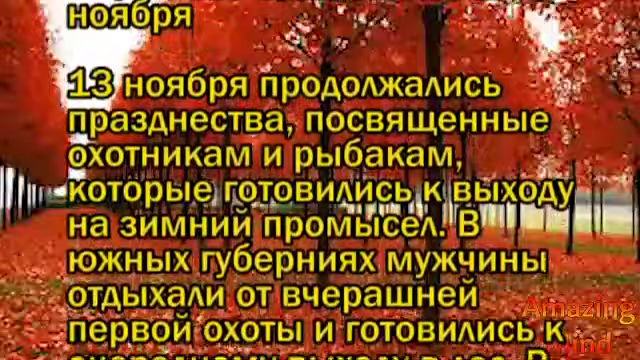 ноября
13 ноября продолжались
празднества, посвященные
охотникам и рыбакам,
которые готовились к выходу
на зимний промысел. В
южных губерниях мужчины
отдыхали от вчерашней
первой охоты и готовились к
Amazing